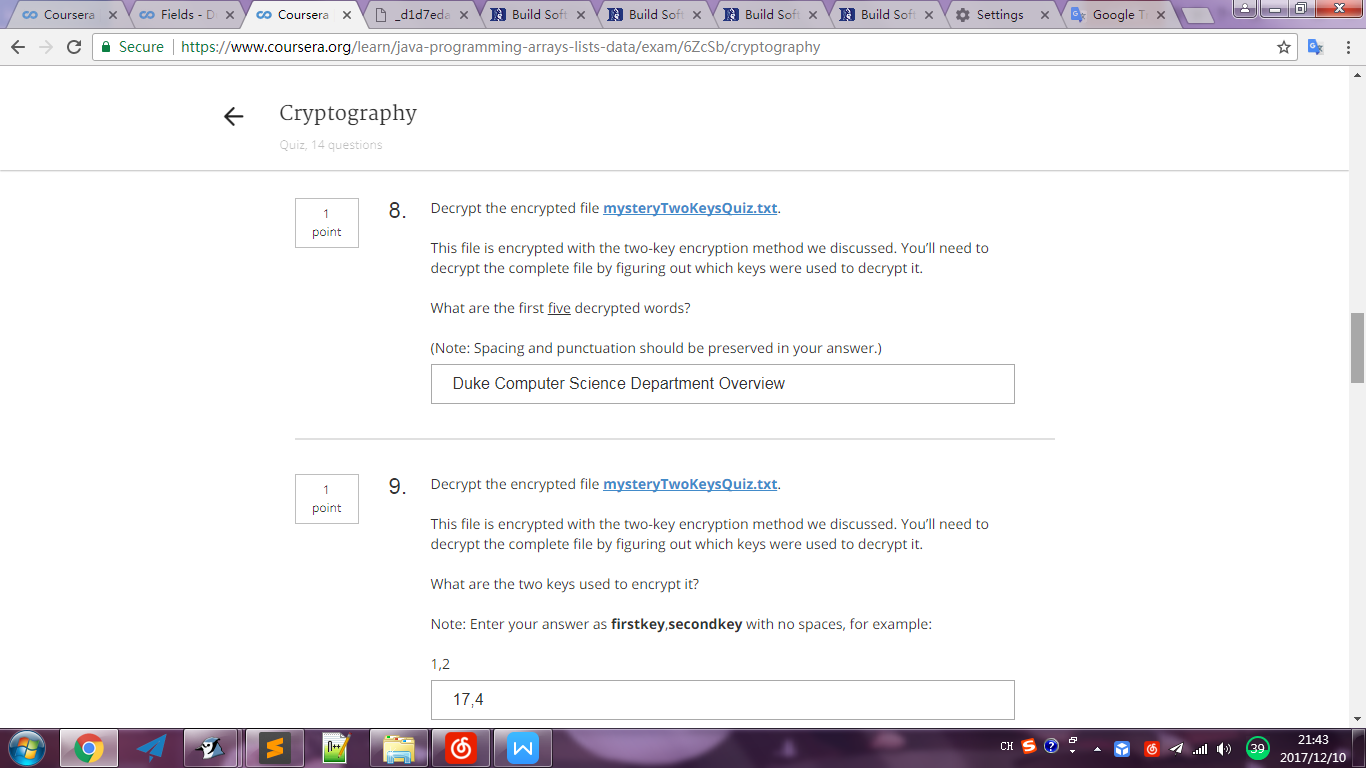 Coursera
Fields - D
Coursera
_d1d7eda
Build Soft
Build Soft
Build Soft
Build Soft
Settings
Google T
Secure
https://www.coursera.org/learn/java-programming-arrays-lists-data/exam/6ZcSb/cryptography
Cryptography
Quiz, 14 questions
1
point
8.
Decrypt the encrypted file mysteryTwoKeysQuiz.txt.
This file is encrypted with the two-key encryption method we discussed. You’ll need to
decrypt the complete file by figuring out which keys were used to decrypt it.
What are the first five decrypted words?
(Note: Spacing and punctuation should be preserved in your answer.)
Duke Computer Science Department Overview
1
point
9.
Decrypt the encrypted file mysteryTwoKeysQuiz.txt.
This file is encrypted with the two-key encryption method we discussed. You’ll need to
decrypt the complete file by figuring out which keys were used to decrypt it.
What are the two keys used to encrypt it?
Note: Enter your answer as firstkey,secondkey with no spaces, for example:
1,2
17,4
CH
39
21:43
2017/12/10